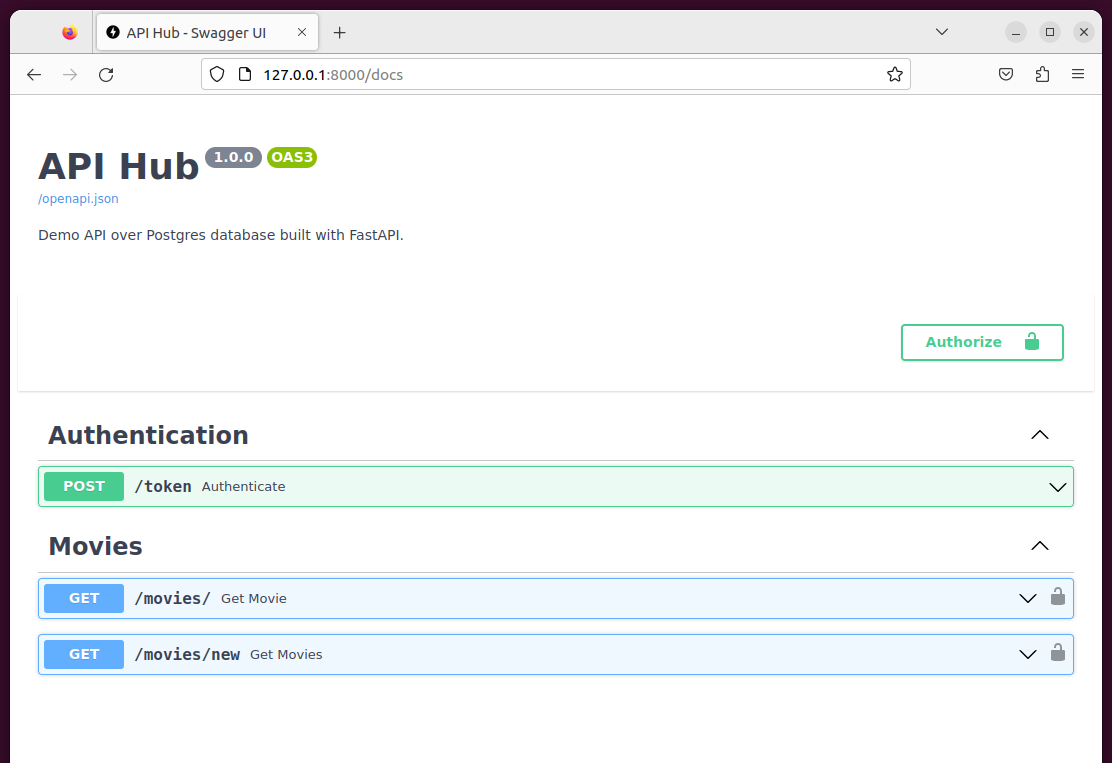 API Hub - Swagger UI
127.0.0.1:8000/docs
API Hub 1.0.0 OAS3
/openapi.json
Demo API over Postgres database built with FastAPI.
Authorize
Authentication
POST /token Authenticate
Movies
GET /movies/ Get Movie
GET /movies/new Get Movies